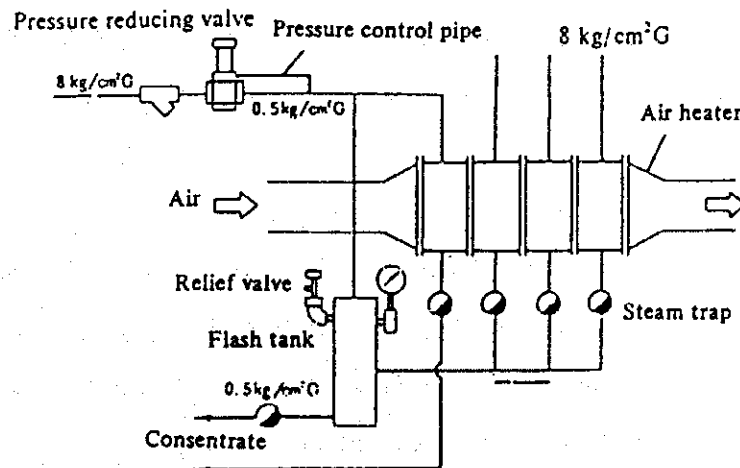 Pressure reducing valve
Pressure control pipe
8 kg/cm²G
8 kg/cm²G
0.5kg/cm²G
Air heater
Air
Relief valve
Steam trap
Flash tank
0.5kg/cm²G
Consentrate